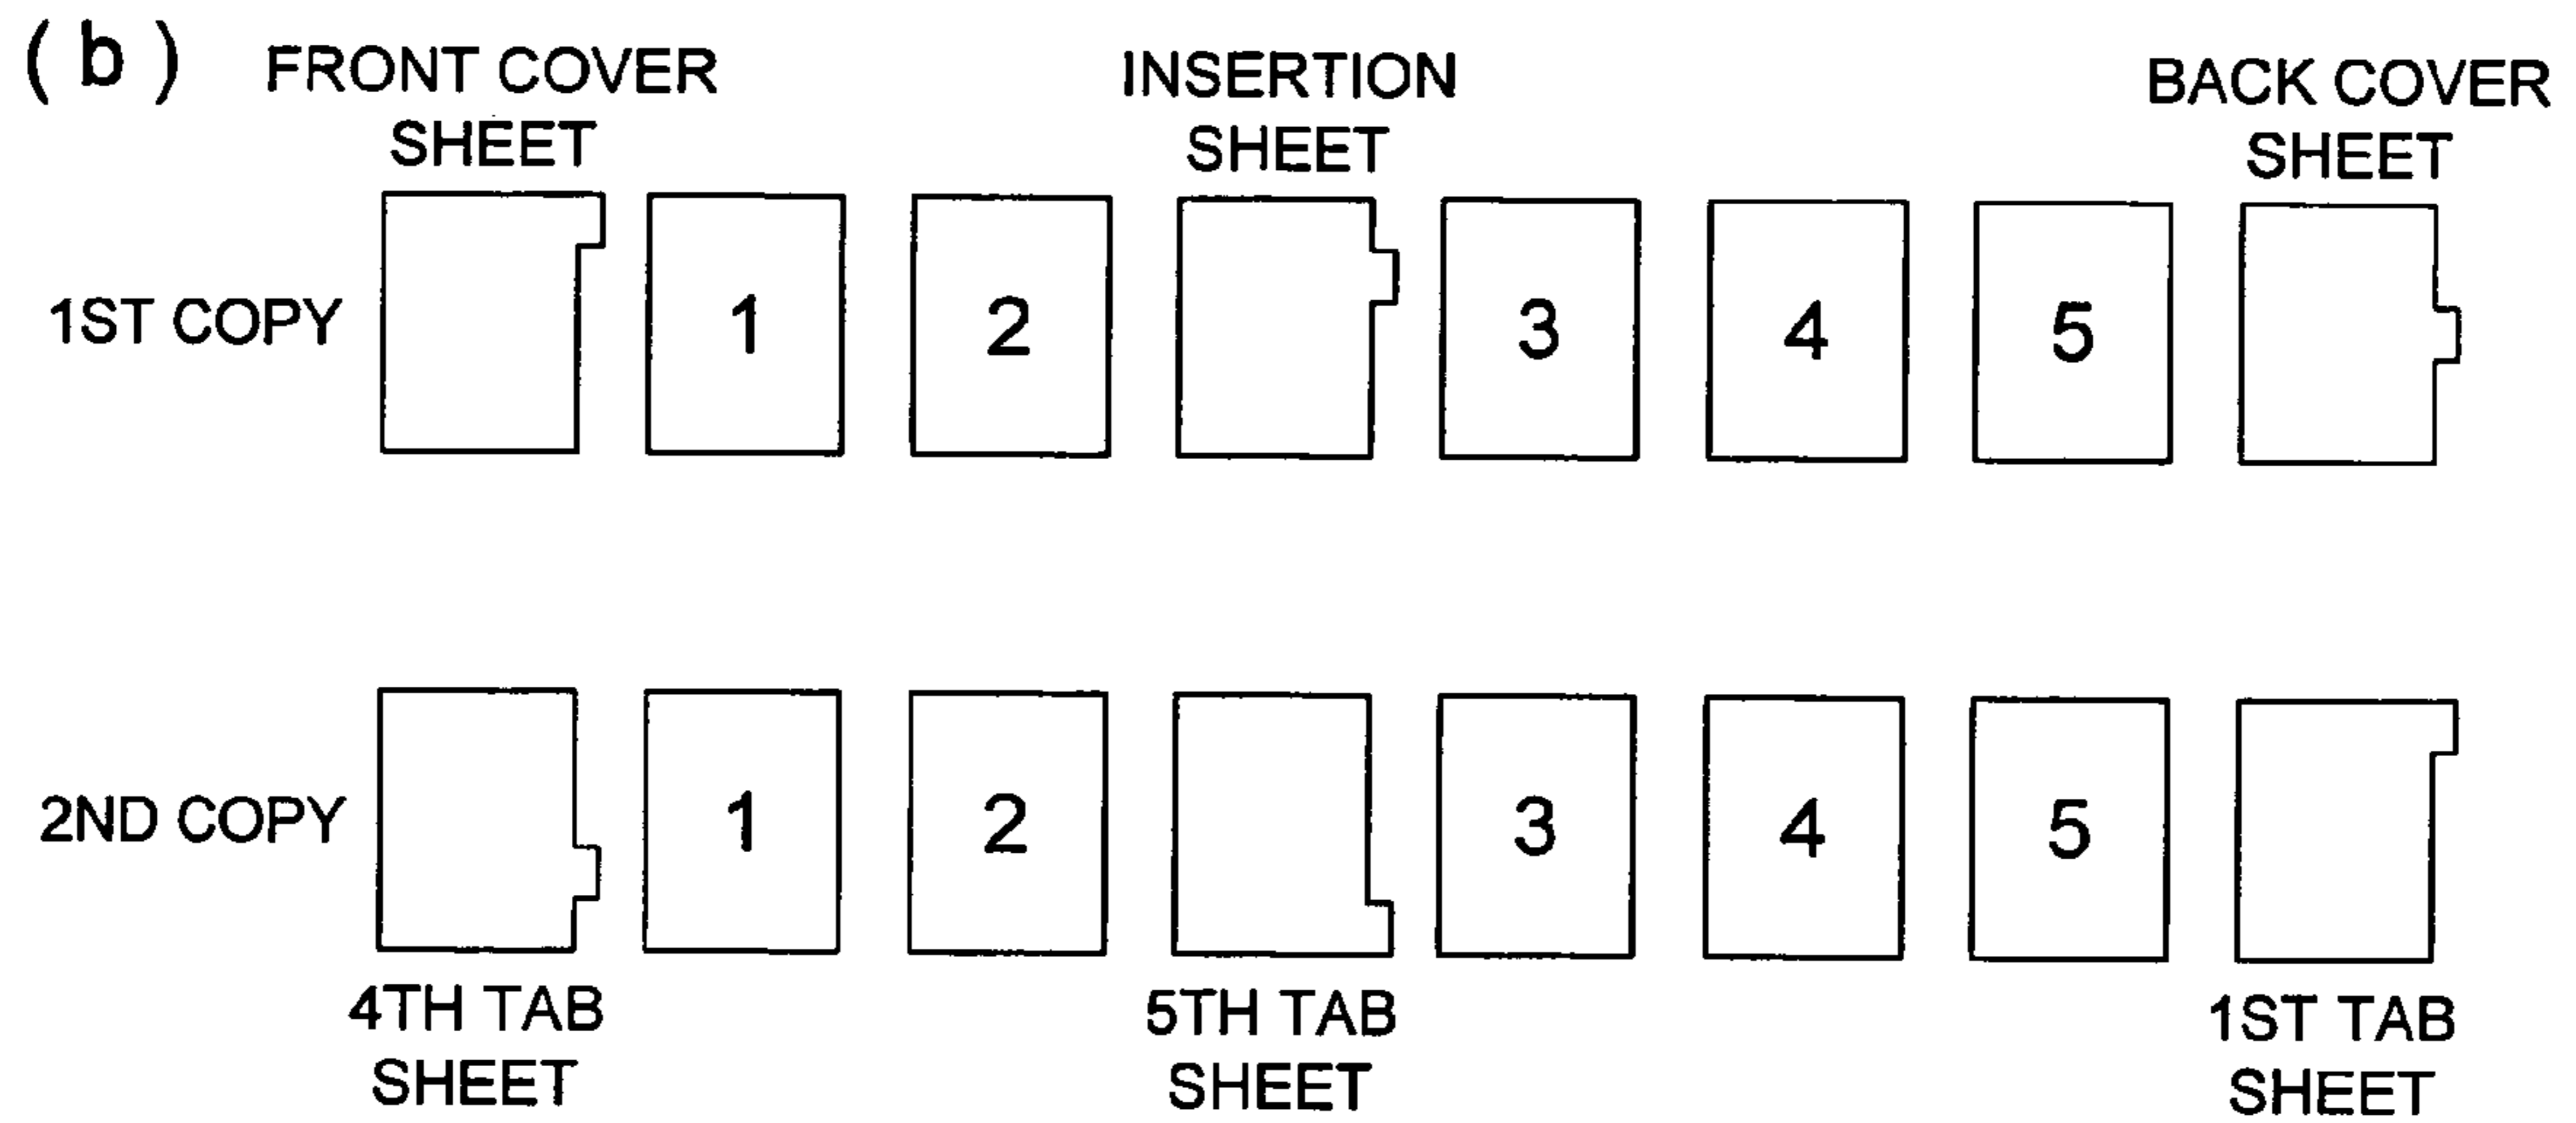 ( b )
FRONT COVER
SHEET
INSERTION
SHEET
BACK COVER
SHEET
1ST COPY
1
2
3
4
5
2ND COPY
1
2
3
4
5
4TH TAB
SHEET
5TH TAB
SHEET
1ST TAB
SHEET